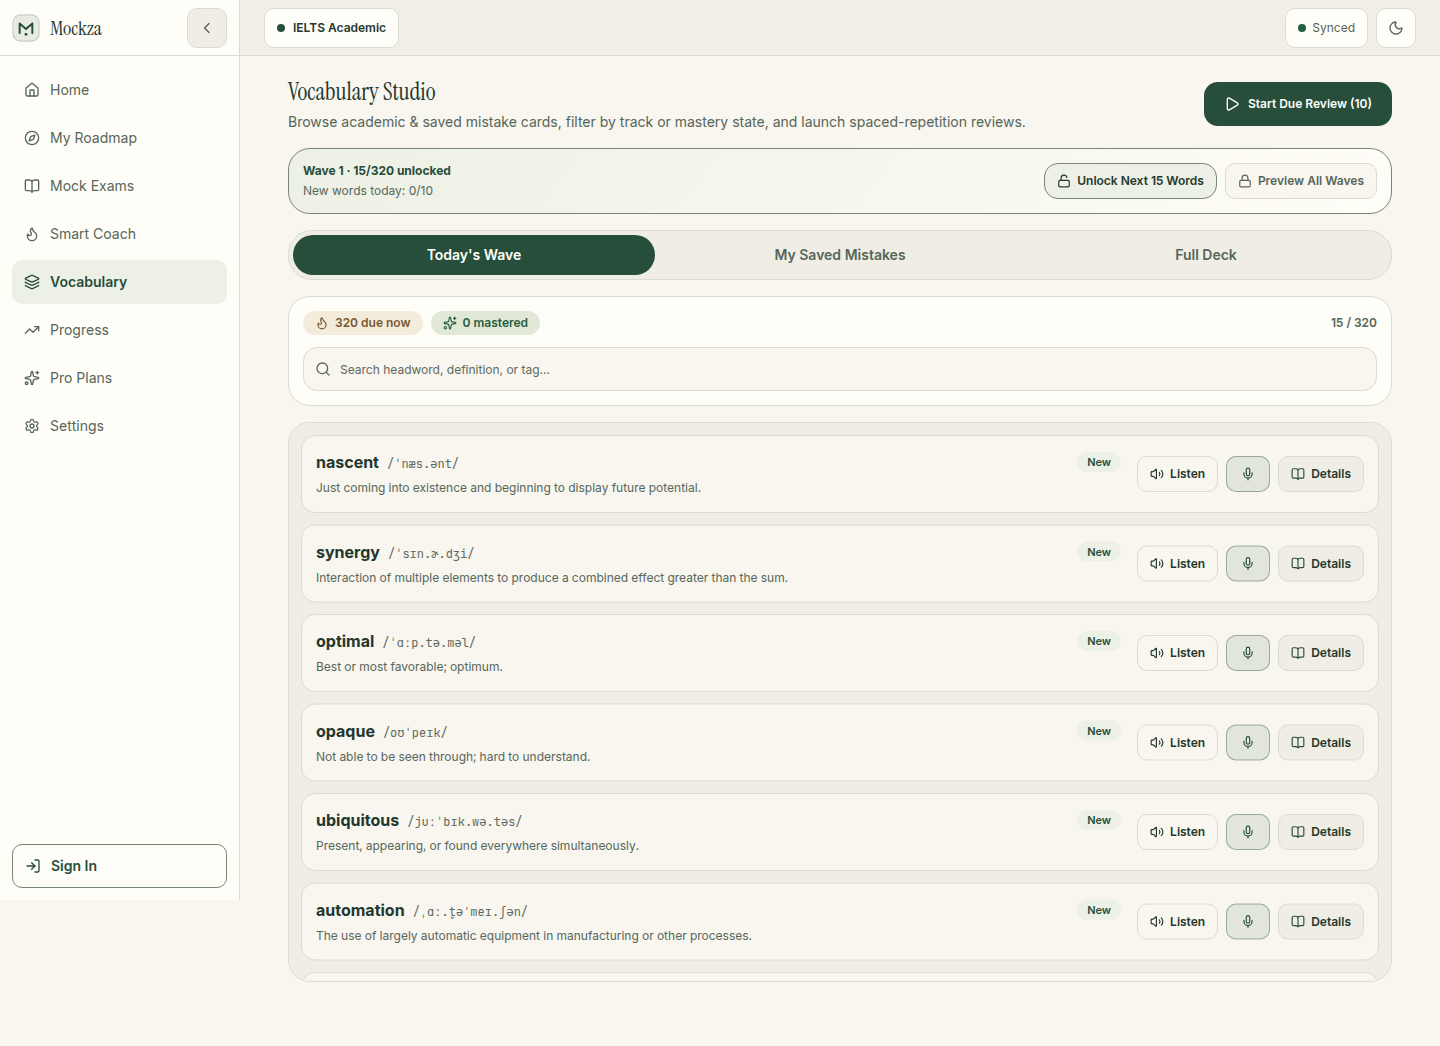 Mockza
IELTS Academic
Synced
Home
My Roadmap
Mock Exams
Smart Coach
Vocabulary
Progress
Pro Plans
Settings
Sign In
Vocabulary Studio
Browse academic & saved mistake cards, filter by track or mastery state, and launch spaced-repetition reviews.
Start Due Review (10)
Wave 1 · 15/320 unlocked
New words today: 0/10
Unlock Next 15 Words
Preview All Waves
Today's Wave
My Saved Mistakes
Full Deck
320 due now
0 mastered
15 / 320
Search headword, definition, or tag...
nascent /ˈnæs.ənt/
Just coming into existence and beginning to display future potential.
New
Listen
Details
synergy /ˈsɪn.ɚ.dʒi/
Interaction of multiple elements to produce a combined effect greater than the sum.
New
Listen
Details
optimal /ˈɑːp.tə.məl/
Best or most favorable; optimum.
New
Listen
Details
opaque /oʊˈpeɪk/
Not able to be seen through; hard to understand.
New
Listen
Details
ubiquitous /juːˈbɪk.wə.təs/
Present, appearing, or found everywhere simultaneously.
New
Listen
Details
automation /ˌɑː.t̬əˈmeɪ.ʃən/
The use of largely automatic equipment in manufacturing or other processes.
New
Listen
Details